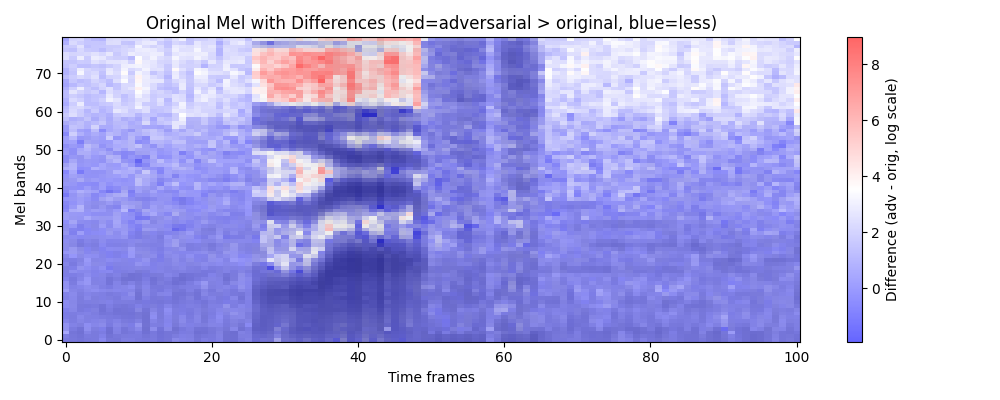 Original Mel with Differences (red=adversarial > original, blue=less)
Mel bands
70
60
50
40
30
20
10
0
0 20 40 60 80 100
Time frames
8
6
4
2
0
Difference (adv - orig, log scale)